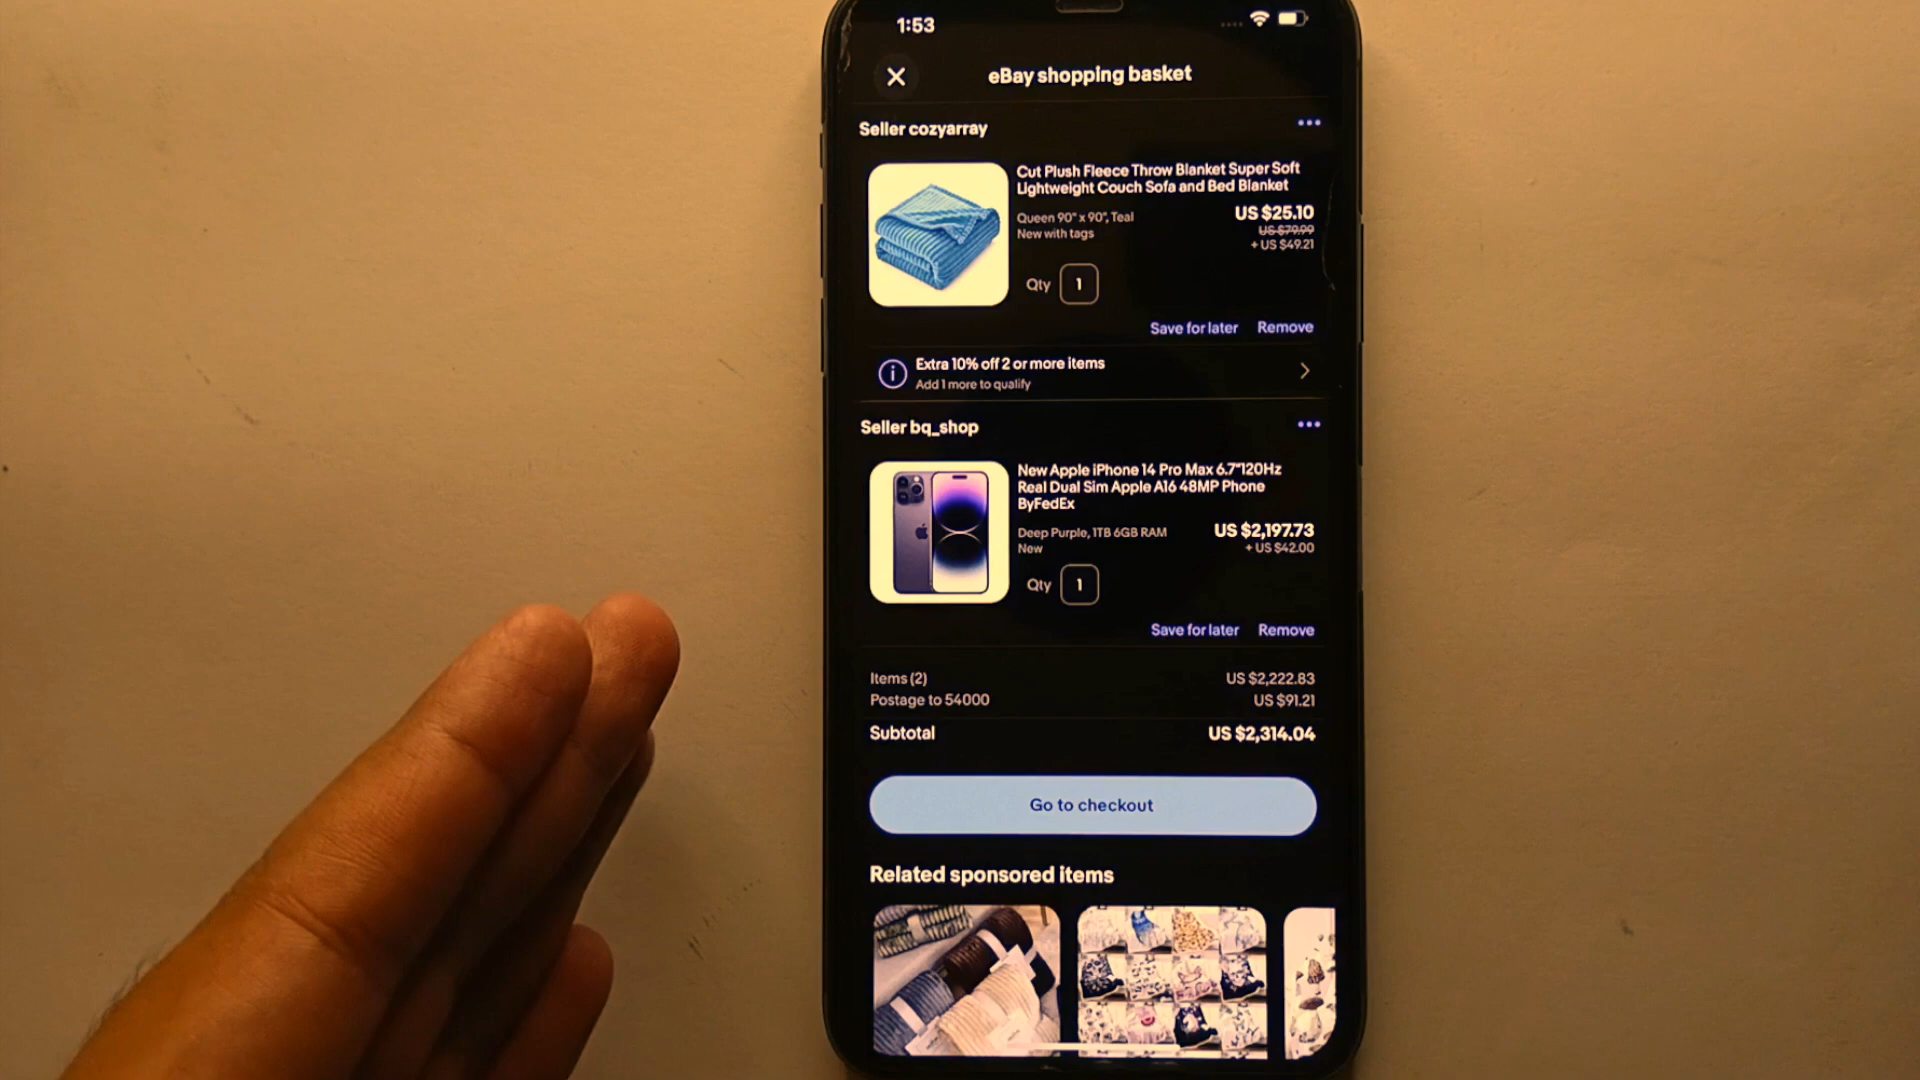 1:53
eBay shopping basket
Seller cozyarray
Cut Plush Fleece Throw Blanket Super Soft
Lightweight Couch Sofa and Bed Blanket
Queen 90" x 90", Teal
New with tags
US $25.10
US $79.99
+ US $49.21
Qty 1
Save for later Remove
Extra 10% off 2 or more items
Add 1 more to qualify
Seller bq_shop
New Apple iPhone 14 Pro Max 6.7"120Hz
Real Dual Sim Apple A16 48MP Phone
ByFedEx
Deep Purple, 1TB 6GB RAM
New
US $2,197.73
+ US $42.00
Qty 1
Save for later Remove
Items (2) US $2,222.83
Postage to 54000 US $91.21
Subtotal US $2,314.04
Go to checkout
Related sponsored items